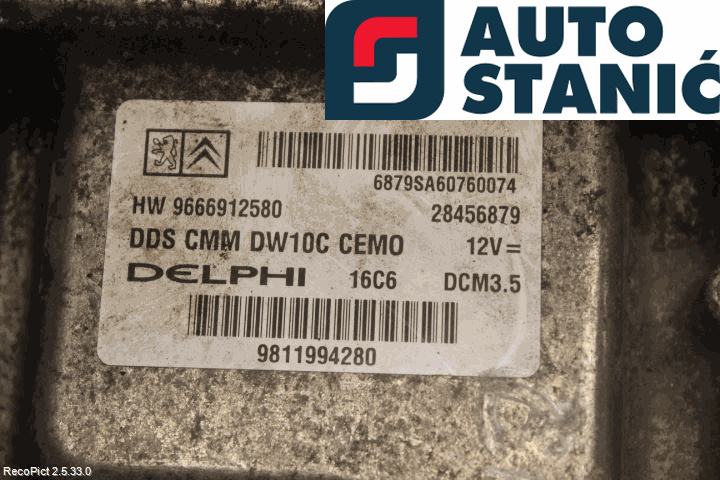 AUTO
STANIĆ
6879SA60760074
HW 9666912580 28456879
DDS CMM DW10C CEMO 12V=
DELPHI 16C6 DCM3.5
9811994280
RecoPict 2.5.33.0